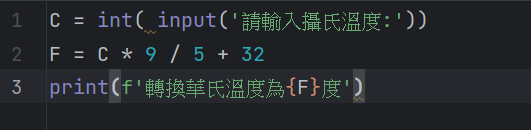 1 C = int( input('請輸入攝氏溫度:'))
2 F = C * 9 / 5 + 32
3 print(f'轉換華氏溫度為{F}度')